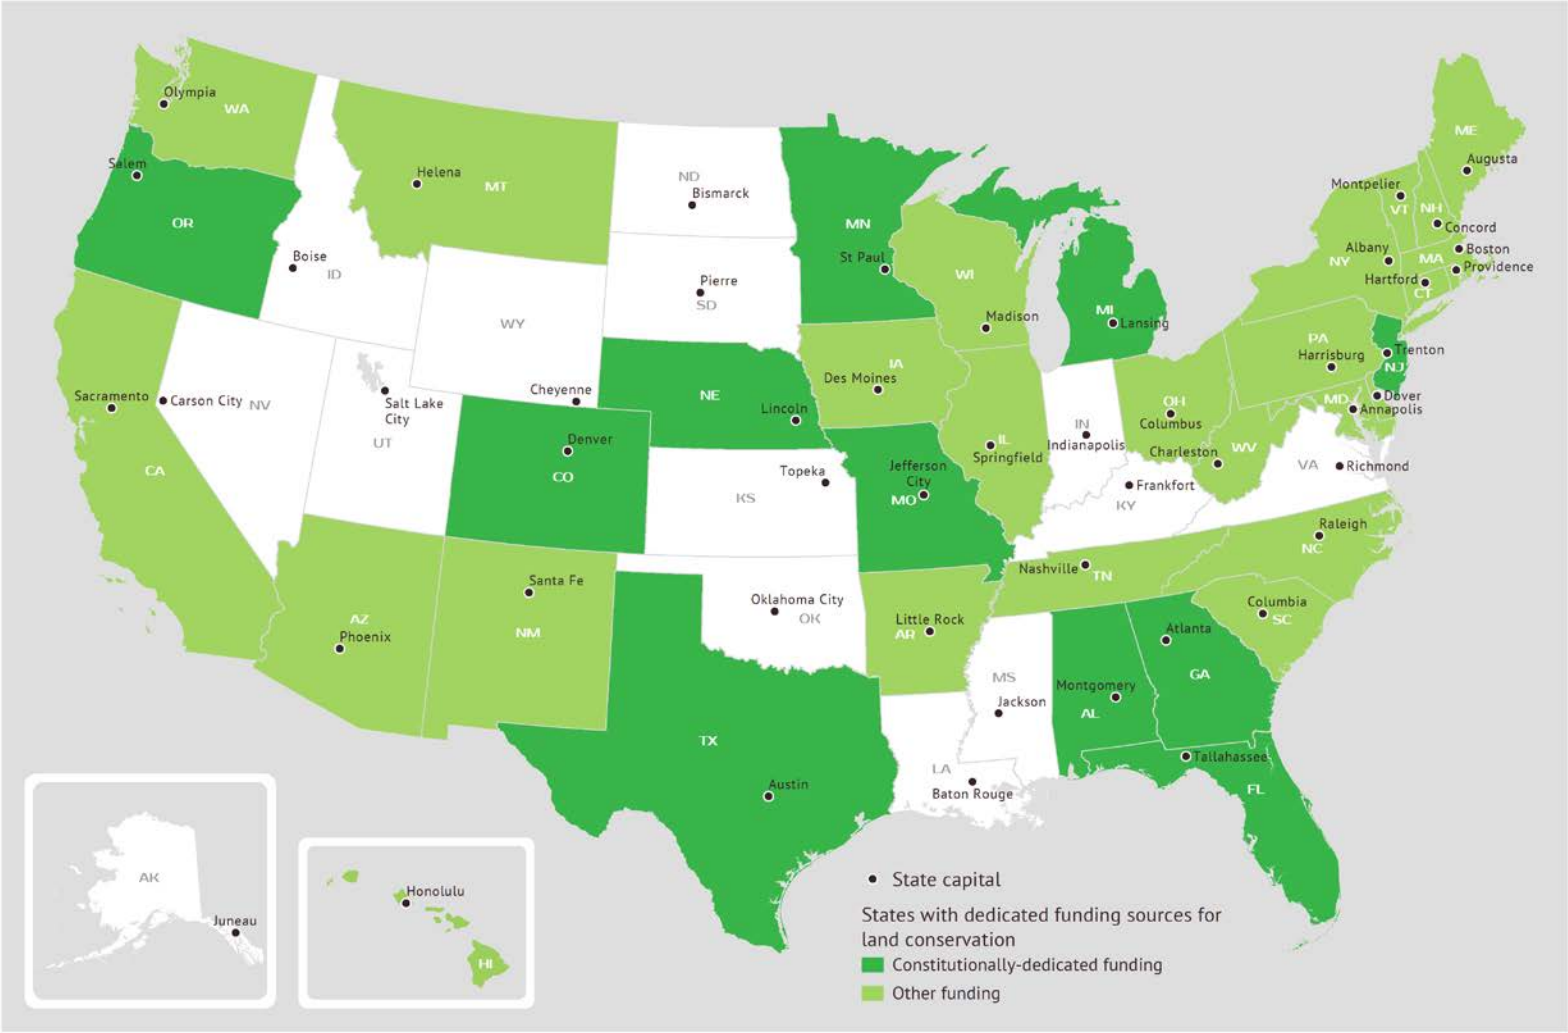 Olympia
WA
Salem
OR
Helena
MT
ND
Bismarck
MN
St Paul
Boise
ID
Pierre
SD
WY
WI
Madison
MI
Lansing
ME
Augusta
Montpelier
VT
NH
Concord
Albany
NY
Boston
MA
Providence
Hartford
CT
PA
Harrisburg
Trenton
NJ
Sacramento
CA
Carson City
NV
Salt Lake
City
UT
Cheyenne
NE
Lincoln
IA
Des Moines
IL
Springfield
IN
Indianapolis
OH
Columbus
Charleston
WV
MD
Dover
Annapolis
VA
Richmond
Denver
CO
KS
Topeka
Jefferson
City
MO
Frankfort
KY
Raleigh
NC
Nashville
TN
Santa Fe
NM
AZ
Phoenix
Oklahoma City
OK
Little Rock
AR
Columbia
SC
Atlanta
GA
MS
Jackson
Montgomery
AL
TX
Austin
LA
Baton Rouge
Tallahassee
FL
AK
Juneau
Honolulu
HI
State capital
States with dedicated funding sources for
land conservation
Constitutionally-dedicated funding
Other funding